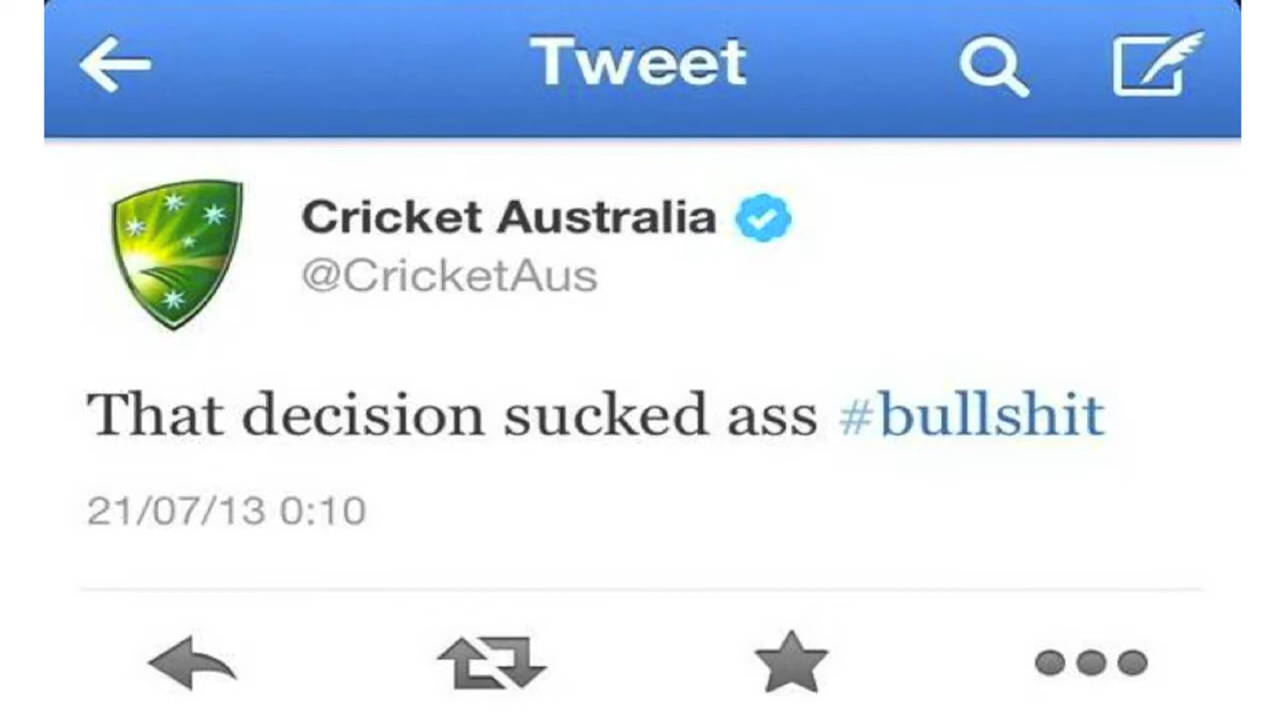 Tweet
Cricket Australia
@CricketAus
That decision sucked ass #bullshit
21/07/13 0:10